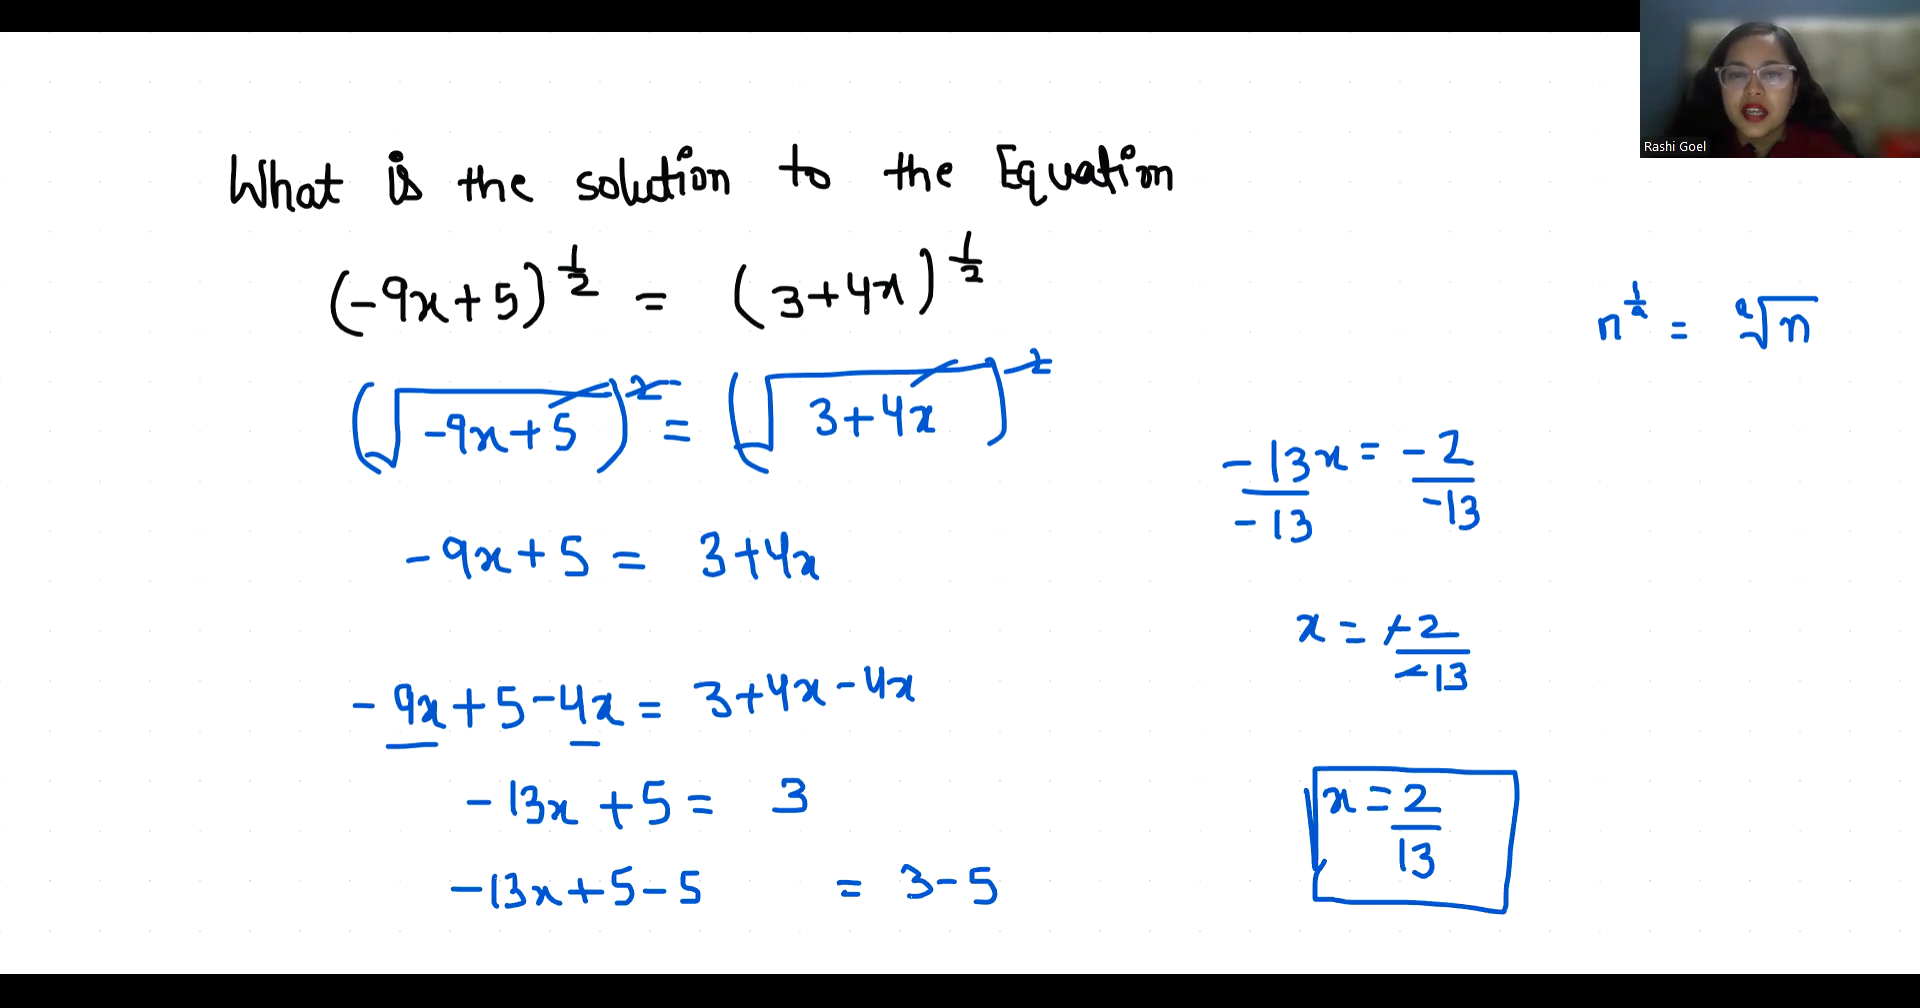 Rashi Goel
What is the solution to the Equation
(-9x+5)^1/2 = (3+4x)^1/2
(√-9x+5)^2 = (√3+4x)^2
-9x+5 = 3+4x
-9x+5-4x = 3+4x-4x
-13x+5 = 3
-13x+5-5 = 3-5
n^1/a = ᵃ√n
-13x/-13 = -2/-13
x = -2/-13
x = 2/13